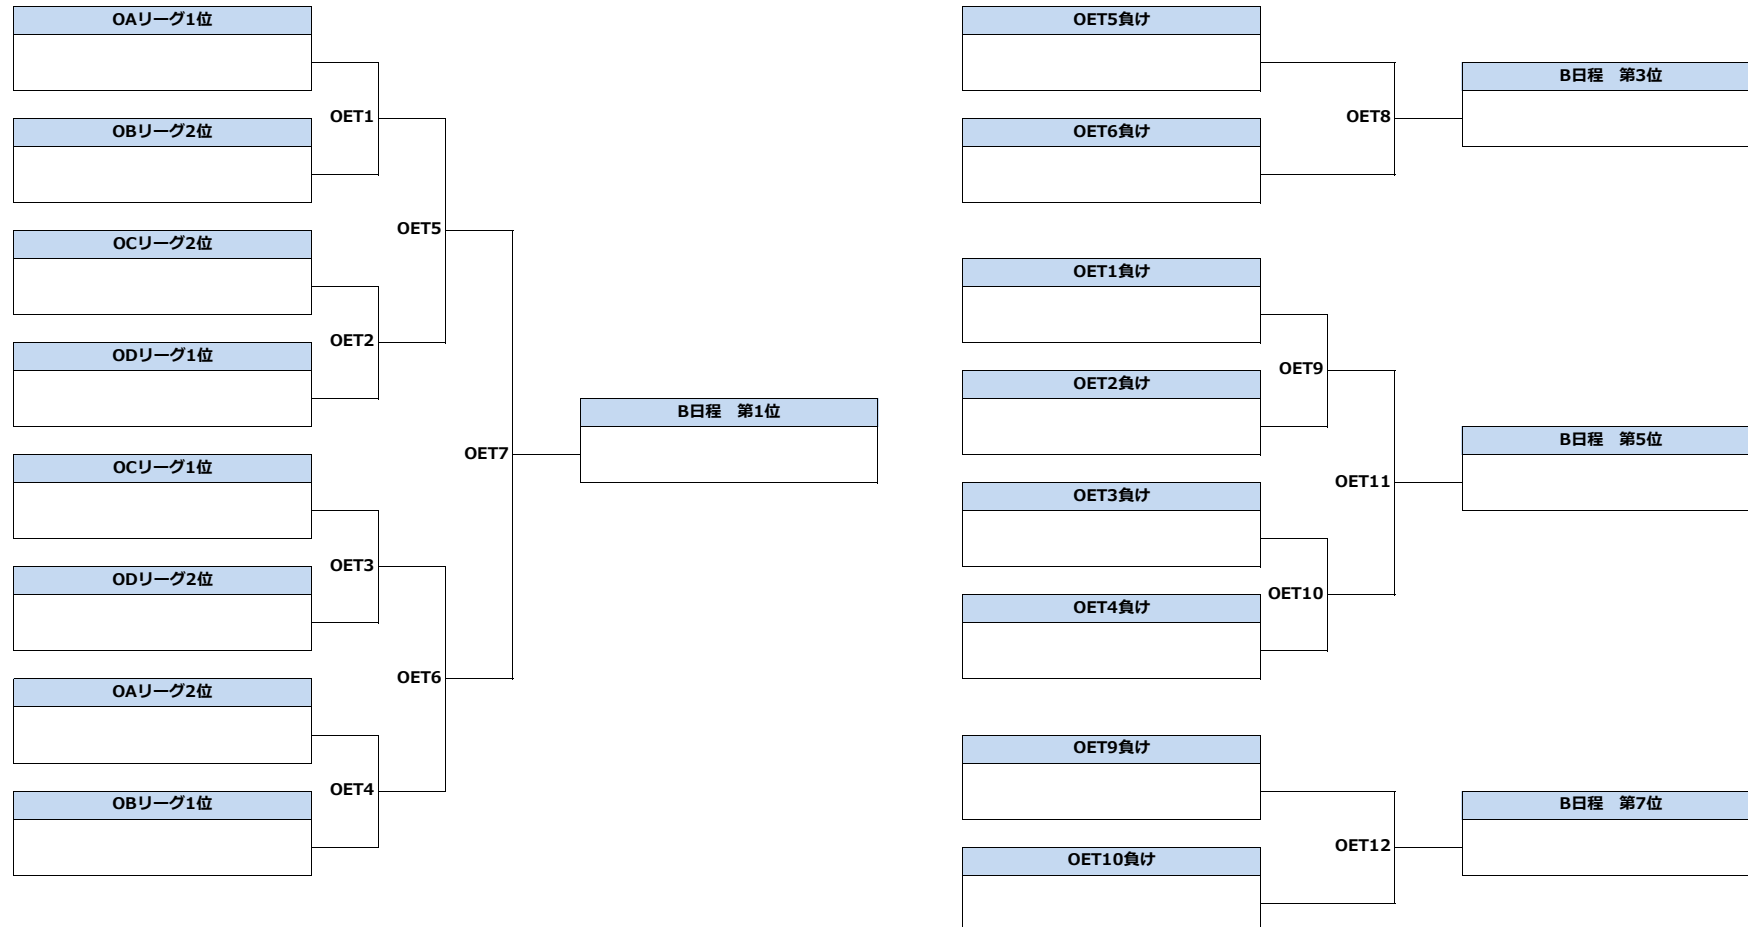 OAリーグ1位
OET1
OBリーグ2位
OET5
OCリーグ2位
OET2
ODリーグ1位
B日程　第1位
OET7
OCリーグ1位
OET3
ODリーグ2位
OET6
OAリーグ2位
OET4
OBリーグ1位
OET5負け
B日程　第3位
OET8
OET6負け
OET1負け
OET9
OET2負け
B日程　第5位
OET11
OET3負け
OET10
OET4負け
OET9負け
B日程　第7位
OET12
OET10負け